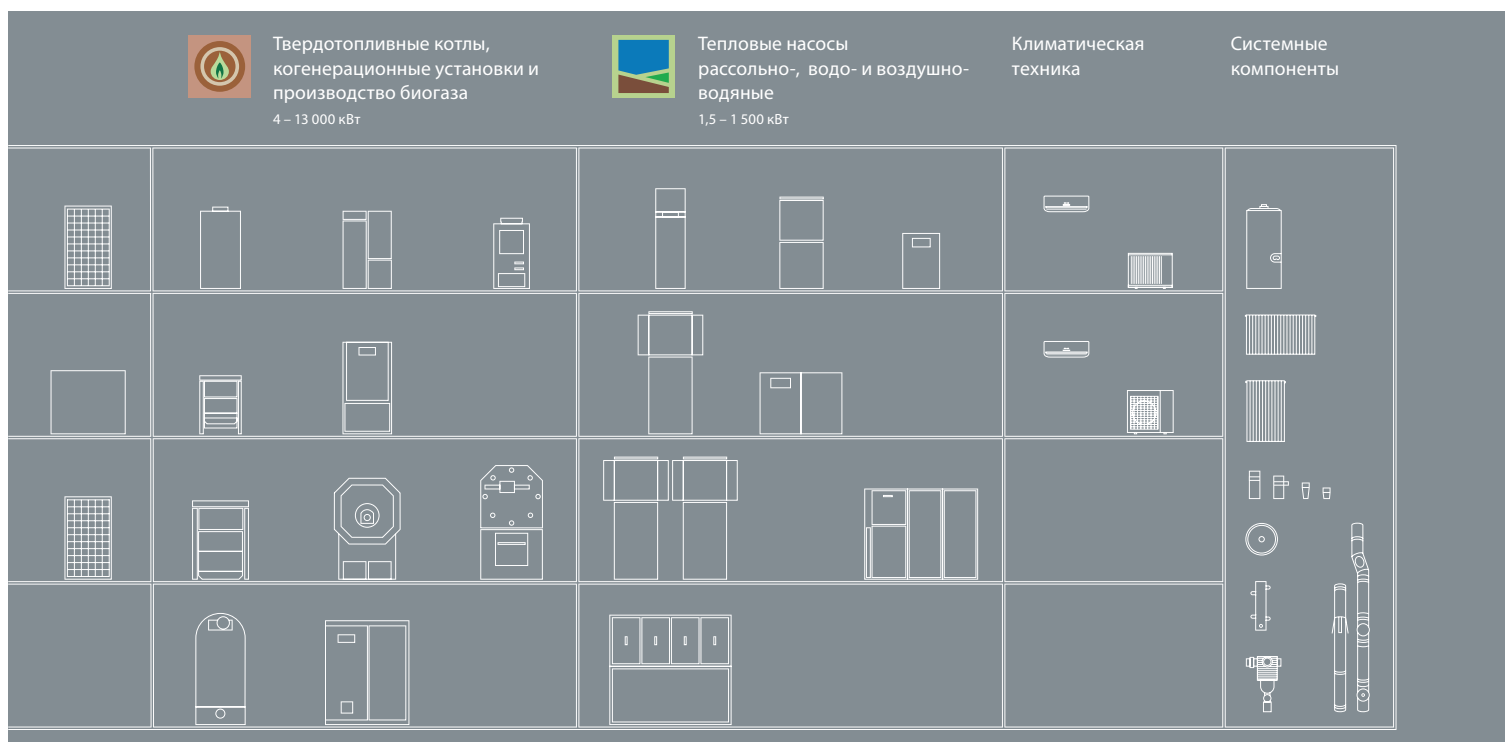 Твердотопливные котлы,
когенерационные установки и
производство биогаза
4 – 13 000 кВт
Тепловые насосы
рассольно-, водо- и воздушно-
водяные
1,5 – 1 500 кВт
Климатическая
техника
Системные
компоненты